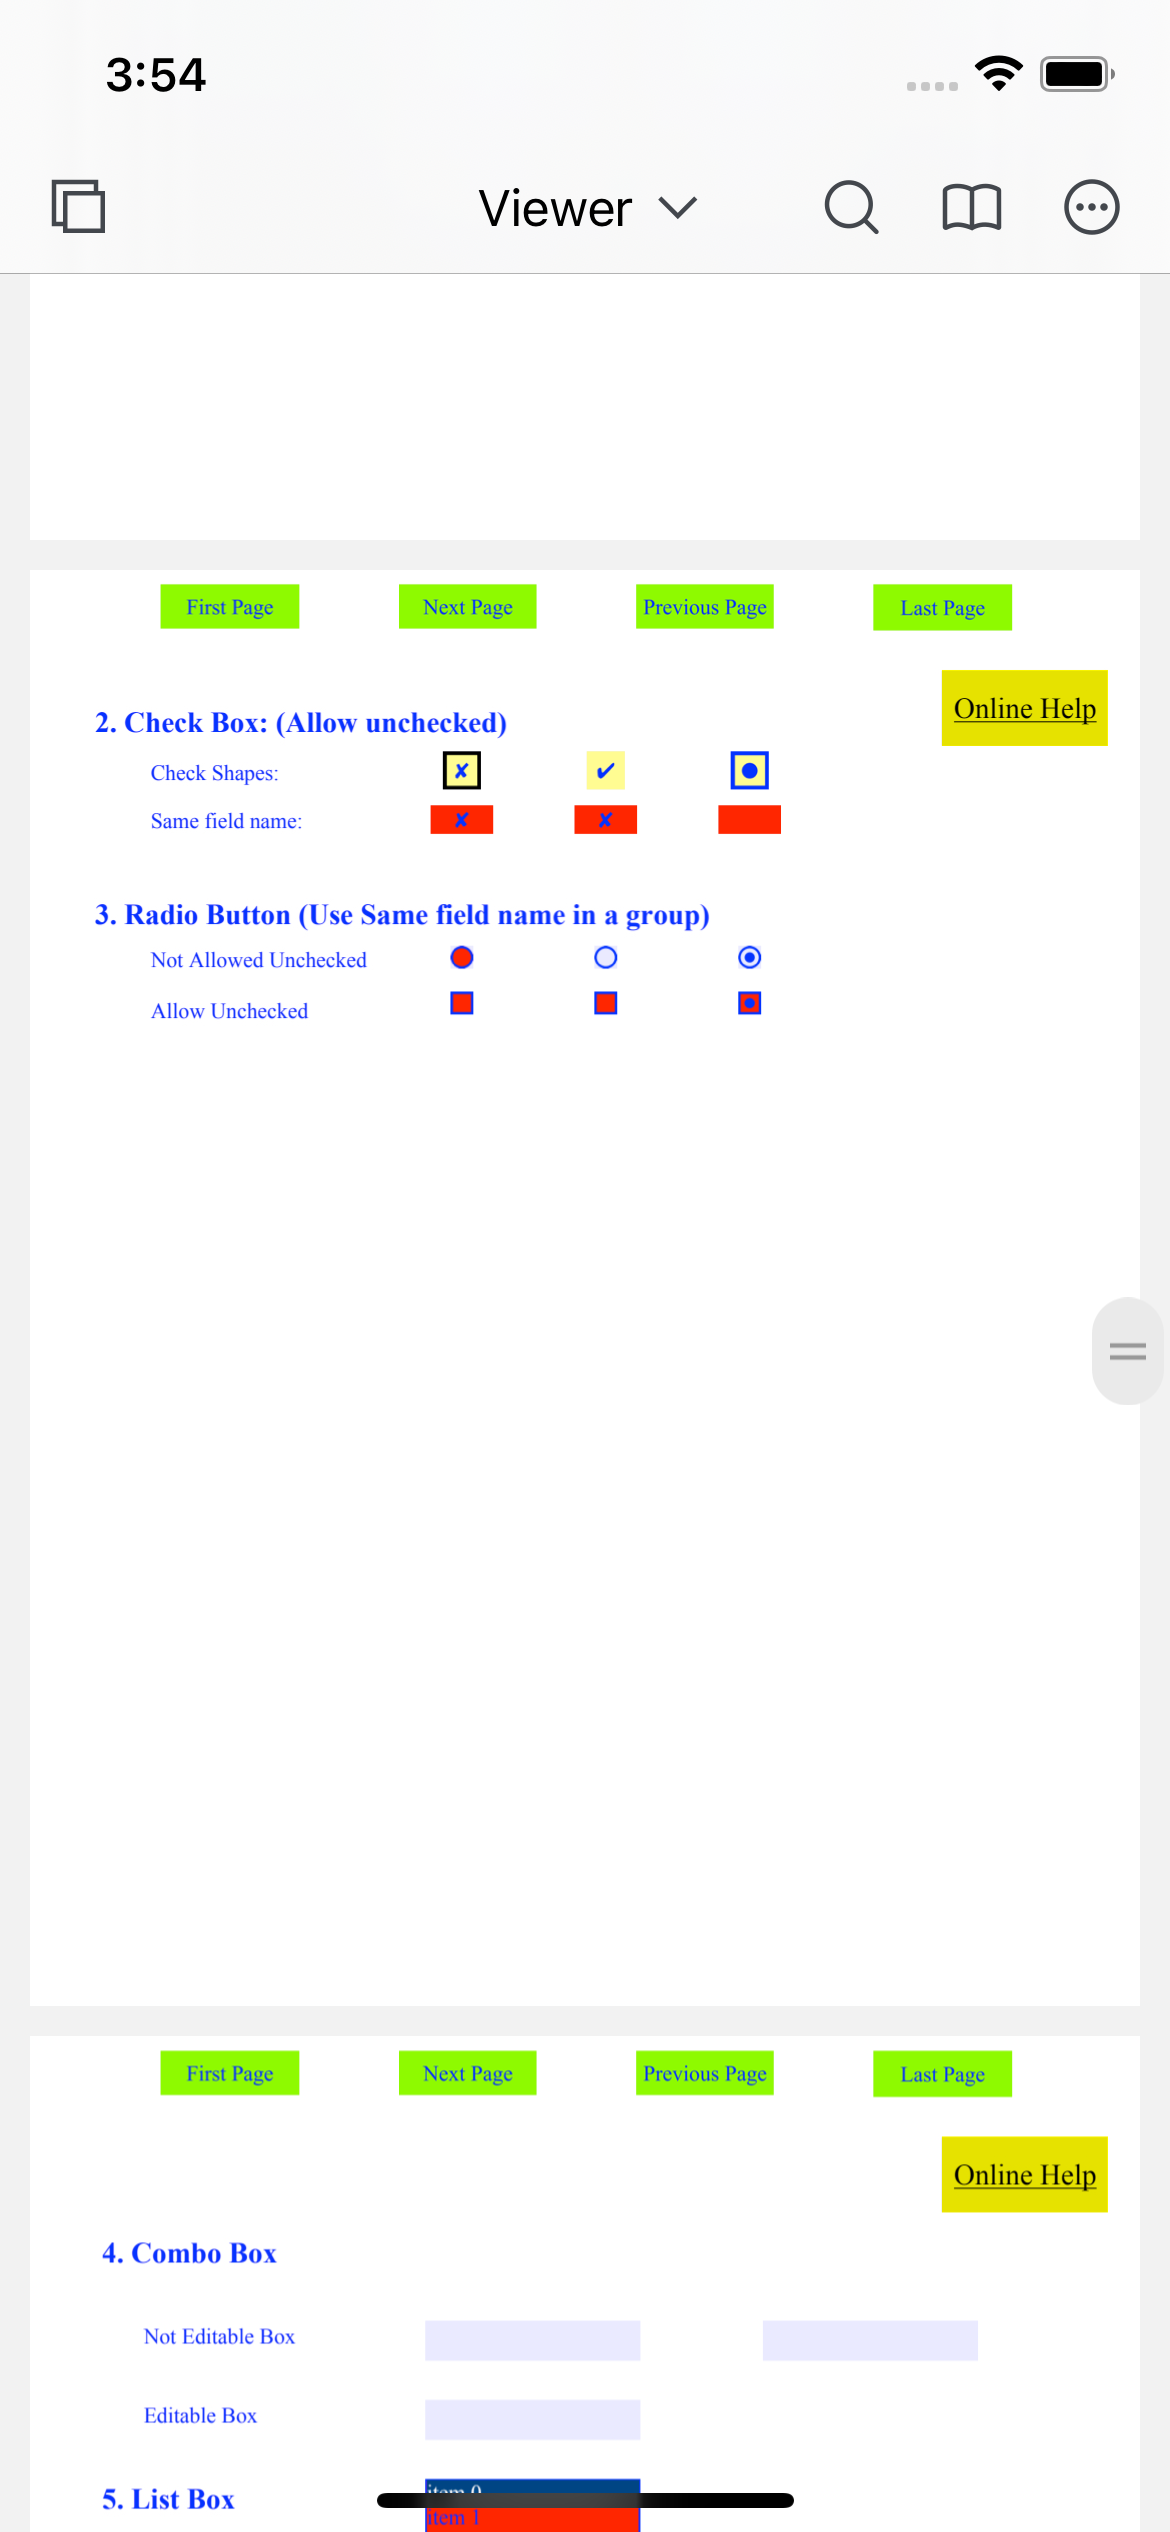 3:54
Viewer
First Page Next Page Previous Page Last Page
Online Help
2. Check Box: (Allow unchecked)
Check Shapes:
Same field name:
3. Radio Button (Use Same field name in a group)
Not Allowed Unchecked
Allow Unchecked
First Page Next Page Previous Page Last Page
Online Help
4. Combo Box
Not Editable Box
Editable Box
5. List Box
item 0
item 1